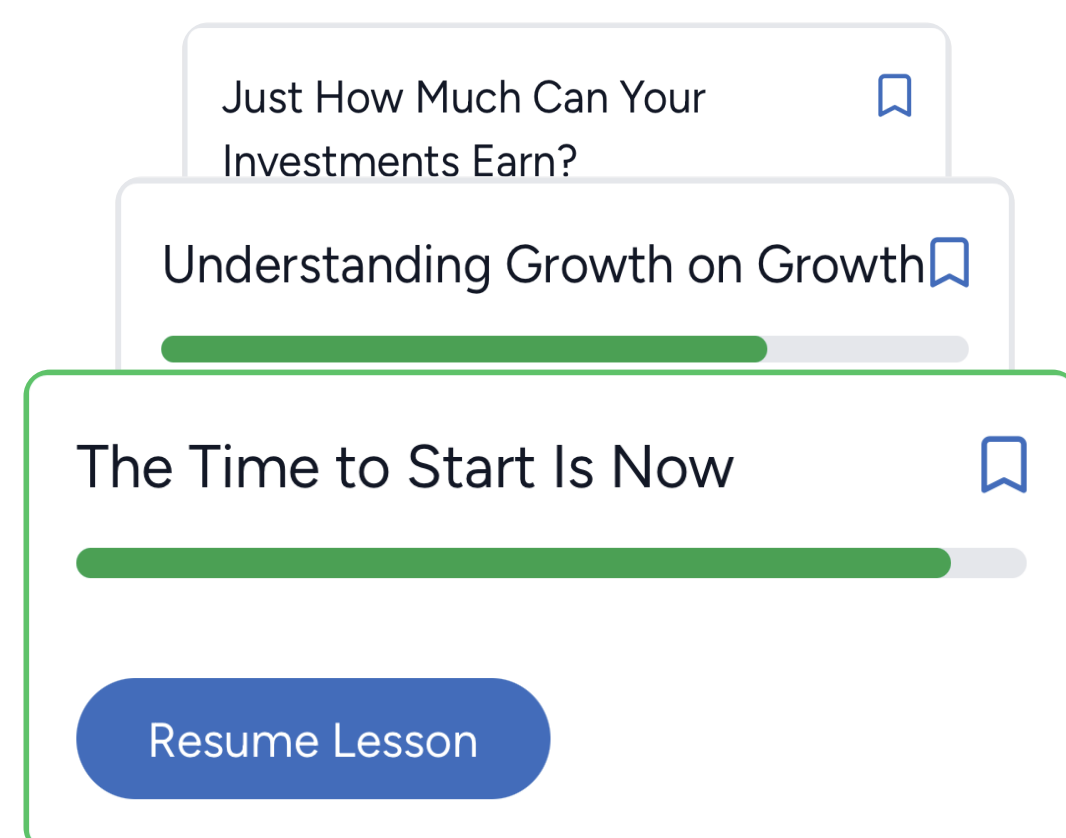 Just How Much Can Your
Investments Earn?
Understanding Growth on Growth
The Time to Start Is Now
Resume Lesson